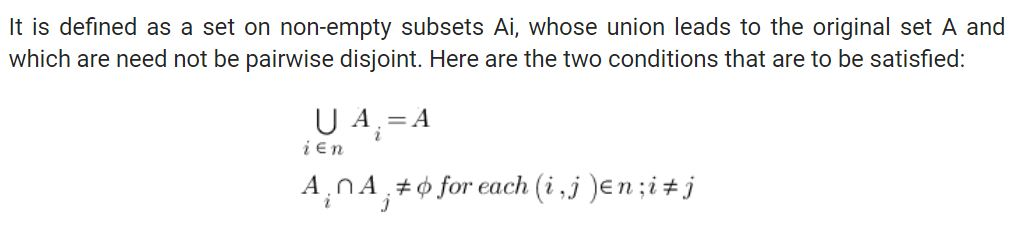 It is defined as a set on non-empty subsets Ai, whose union leads to the original set A and
which are need not be pairwise disjoint. Here are the two conditions that are to be satisfied:
⋃ A_i = A
i ∈ n
A_i ∩ A_j ≠ ϕ for each (i ,j )∈ n ; i ≠ j